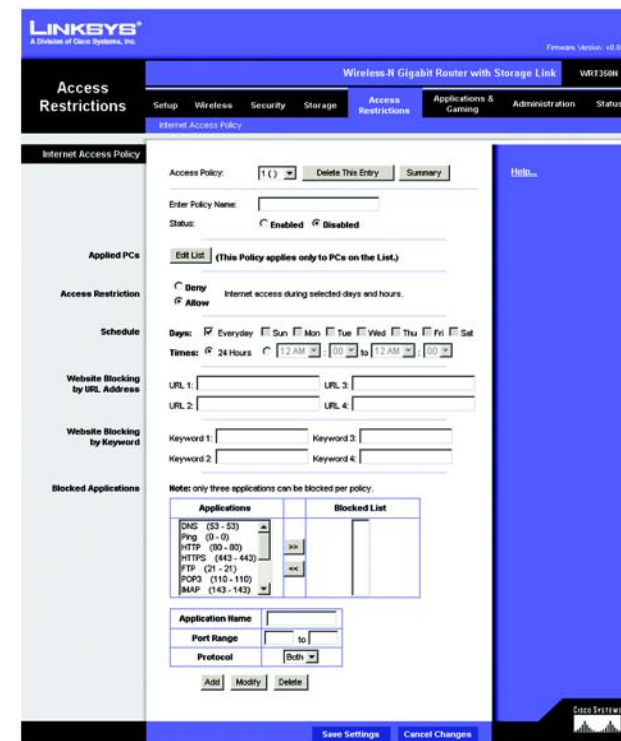 LINKSYS®
A Division of Cisco Systems, Inc.
Firmware Version: v0.0
Wireless-N Gigabit Router with Storage Link WRT350N
Access Restrictions
Setup Wireless Security Storage Access Restrictions Applications & Gaming Administration Status
Internet Access Policy
Internet Access Policy
Help...
Access Policy: 1 ( ) Delete This Entry Summary
Enter Policy Name:
Status: Enabled Disabled
Applied PCs
Edit List (This Policy applies only to PCs on the List.)
Access Restriction
Deny
Allow
Internet access during selected days and hours.
Schedule
Days: Everyday Sun Mon Tue Wed Thu Fri Sat
Times: 24 Hours 12 AM : 00 to 12 AM : 00
Website Blocking by URL Address
URL 1: URL 3:
URL 2: URL 4:
Website Blocking by Keyword
Keyword 1: Keyword 3:
Keyword 2: Keyword 4:
Blocked Applications
Note: only three applications can be blocked per policy.
Applications Blocked List
DNS (53 - 53)
Ping (0 - 0)
HTTP (80 - 80)
HTTPS (443 - 443)
FTP (21 - 21)
POP3 (110 - 110)
IMAP (143 - 143)
>>
<<
Application Name
Port Range to
Protocol Both
Add Modify Delete
Save Settings Cancel Changes
CISCO SYSTEMS